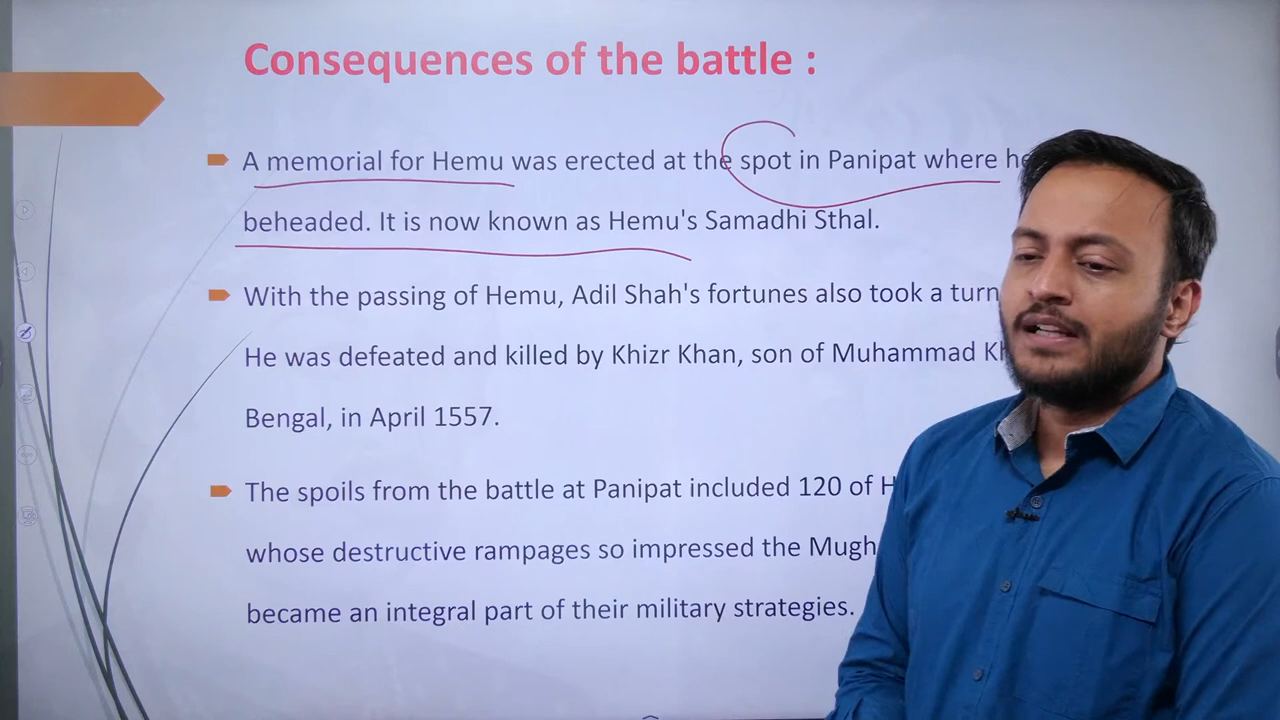 Consequences of the battle :
A memorial for Hemu was erected at the spot in Panipat where
beheaded. It is now known as Hemu's Samadhi Sthal.
With the passing of Hemu, Adil Shah's fortunes also took a turn
He was defeated and killed by Khizr Khan, son of Muhammad
Bengal, in April 1557.
The spoils from the battle at Panipat included 120 of
whose destructive rampages so impressed the
became an integral part of their military strategies.